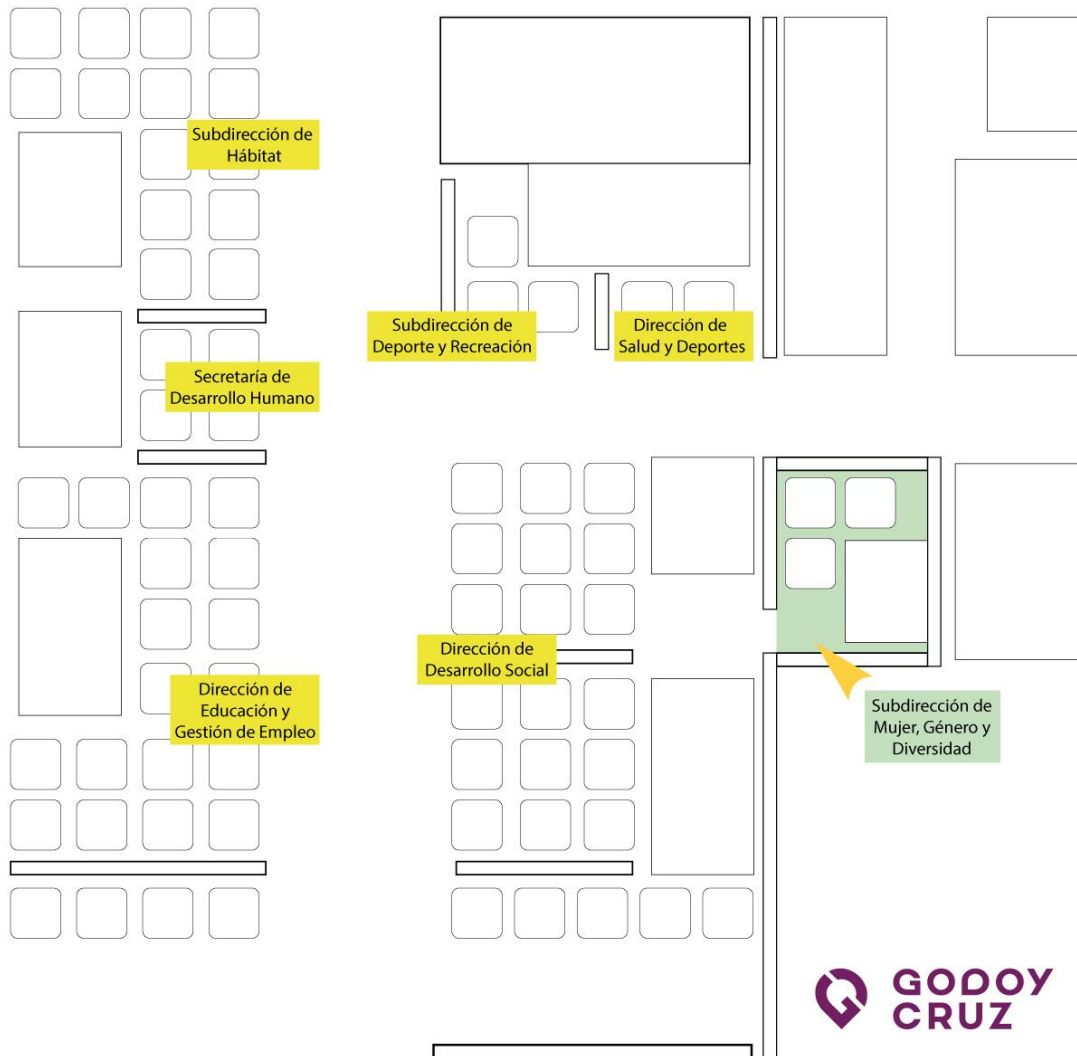 Subdirección de
Hábitat
Subdirección de
Deporte y Recreación
Dirección de
Salud y Deportes
Secretaría de
Desarrollo Humano
Dirección de
Desarrollo Social
Dirección de
Educación y
Gestión de Empleo
Subdirección de
Mujer, Género y
Diversidad
GODOY
CRUZ